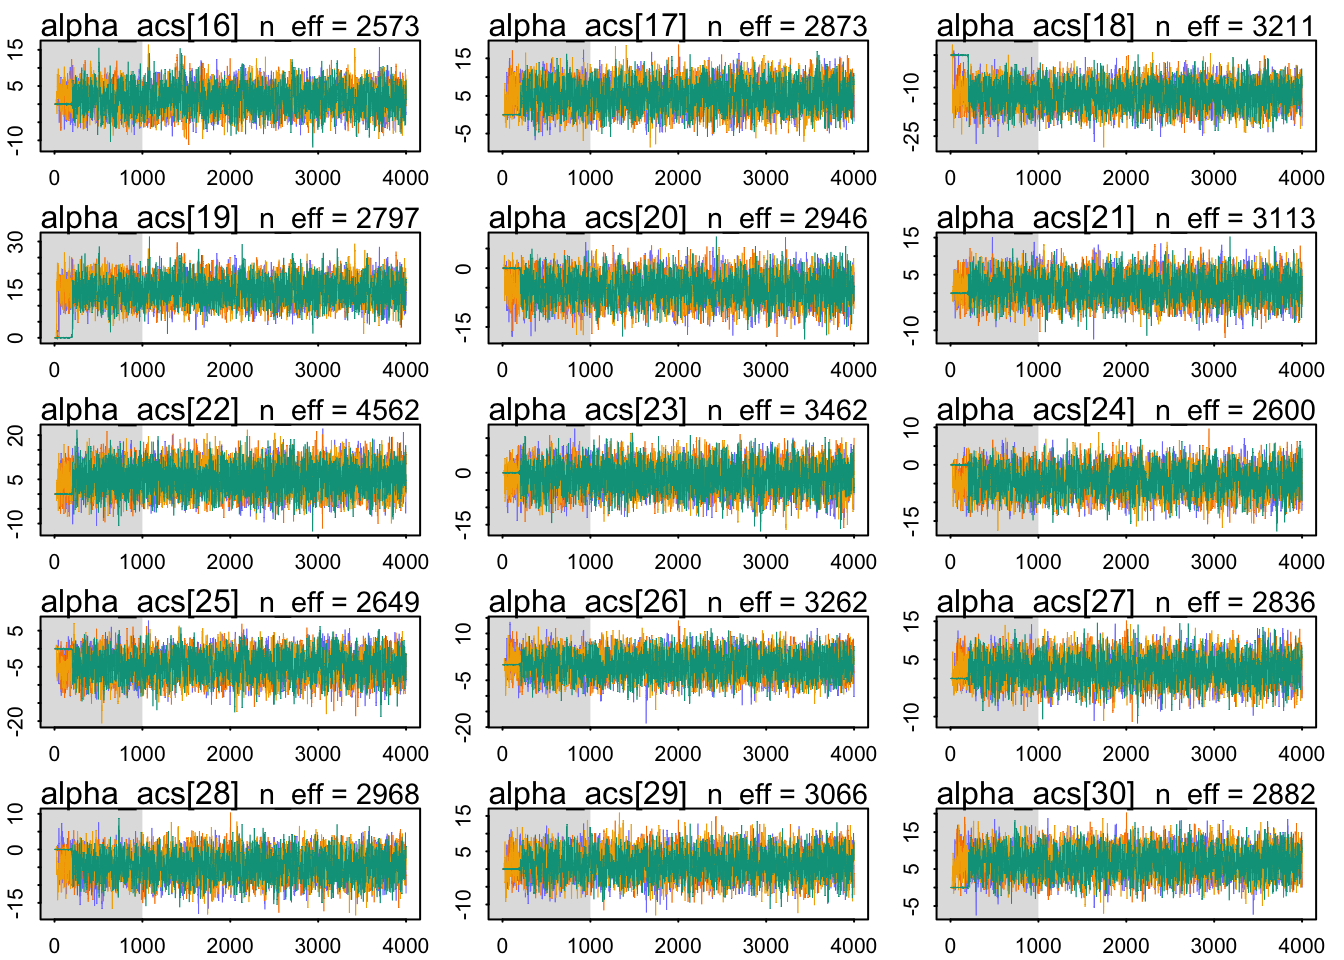 alpha_acs[16] n_eff = 2573 alpha_acs[17] n_eff = 2873 alpha_acs[18] n_eff = 3211
15 5 -10 15 5 -5 -10 -25
0 1000 2000 3000 4000 0 1000 2000 3000 4000 0 1000 2000 3000 4000
alpha_acs[19] n_eff = 2797 alpha_acs[20] n_eff = 2946 alpha_acs[21] n_eff = 3113
30 15 0 0 -15 15 5 -10
0 1000 2000 3000 4000 0 1000 2000 3000 4000 0 1000 2000 3000 4000
alpha_acs[22] n_eff = 4562 alpha_acs[23] n_eff = 3462 alpha_acs[24] n_eff = 2600
20 5 -10 0 -15 10 0 -15
0 1000 2000 3000 4000 0 1000 2000 3000 4000 0 1000 2000 3000 4000
alpha_acs[25] n_eff = 2649 alpha_acs[26] n_eff = 3262 alpha_acs[27] n_eff = 2836
5 -5 -20 10 -5 -20 15 5 -10
0 1000 2000 3000 4000 0 1000 2000 3000 4000 0 1000 2000 3000 4000
alpha_acs[28] n_eff = 2968 alpha_acs[29] n_eff = 3066 alpha_acs[30] n_eff = 2882
10 0 -15 15 5 -10 15 5 -5
0 1000 2000 3000 4000 0 1000 2000 3000 4000 0 1000 2000 3000 4000